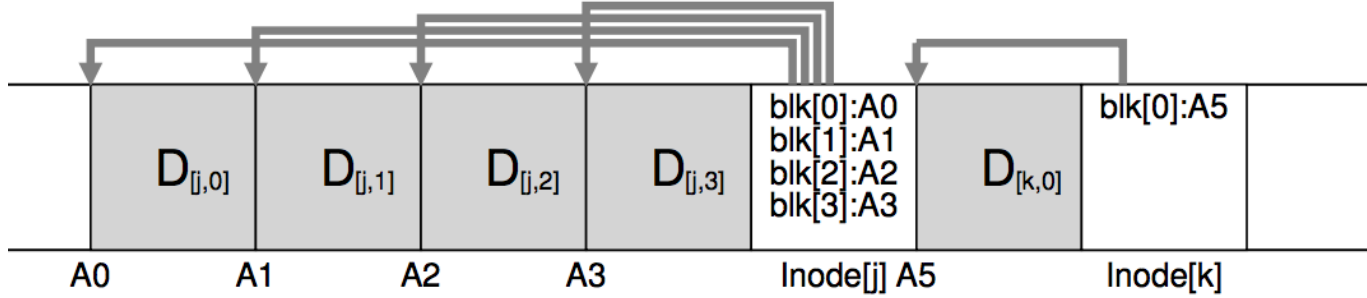 blk[0]:A0
blk[1]:A1
blk[2]:A2
blk[3]:A3
blk[0]:A5
D[j,0]
D[j,1]
D[j,2]
D[j,3]
D[k,0]
A0
A1
A2
A3
Inode[j]
A5
Inode[k]